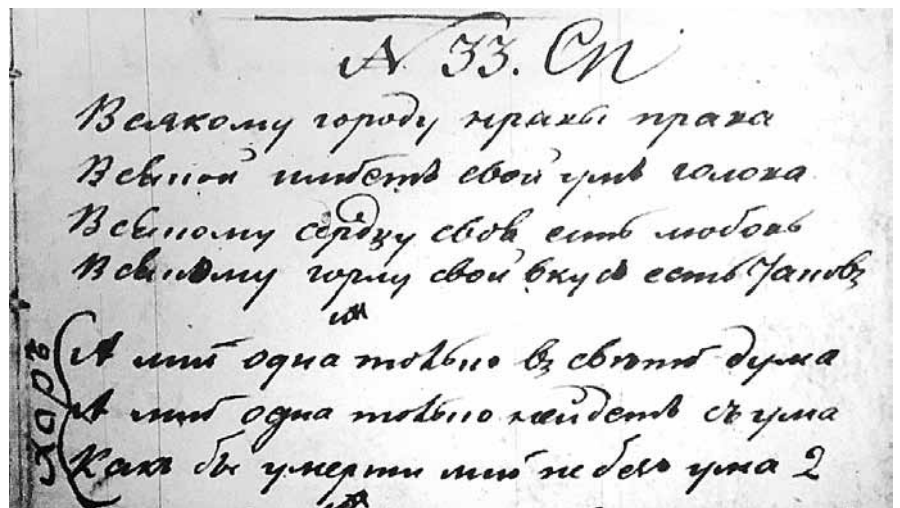 N 33. СП
Всякому городу нравы права
Всякой имѣетъ свой умъ голова
Всякому сердцу своя есть любовь
Всякому горлу свой вкусъ есть
А мнѣ одна только въ свѣтѣ дума
А мнѣ одна только нейдетъ съ ума
Какъ бы умерти мнѣ не безъ ума 2
хоръ